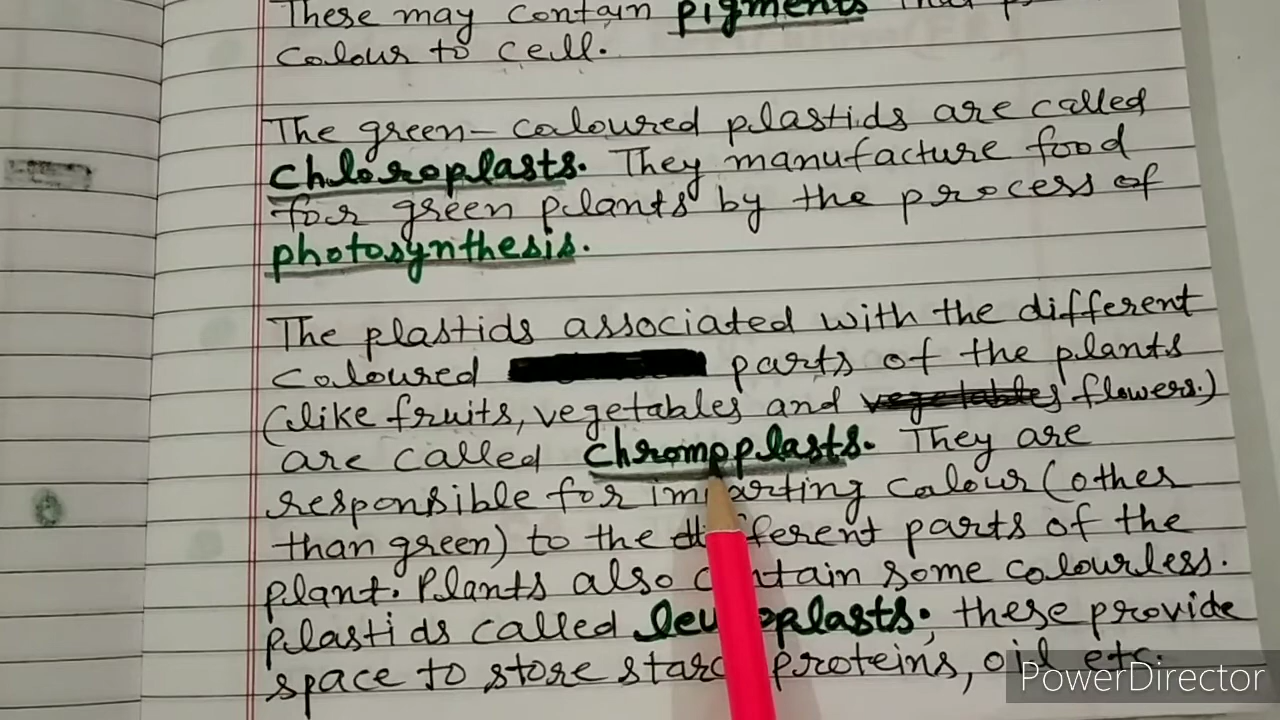 These may contain pigments
colour to cell.
The green-coloured plastids are called
chloroplasts. They manufacture food
for green plants by the process of
photosynthesis.
The plastids associated with the different
coloured parts of the plants
(like fruits, vegetables and vegetables flowers.)
are called chromoplasts. They are
responsible for imparting colour (other
than green) to the different parts of the
plant. Plants also contain some colourless.
plastids called leucoplasts; these provide
space to store starch proteins, oil etc.
PowerDirector